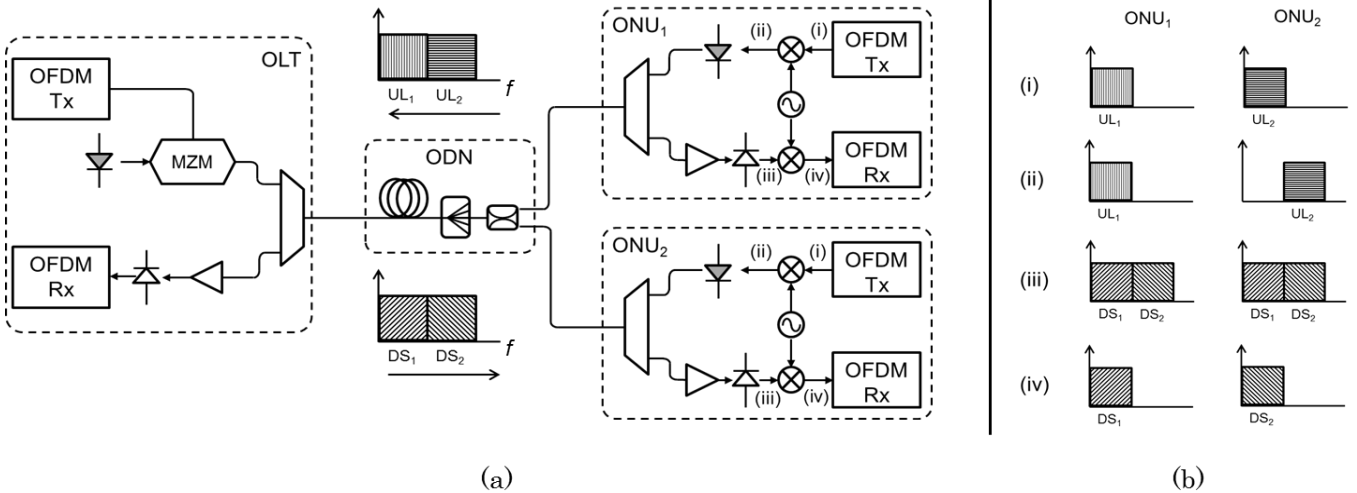 OLT
OFDM
Tx
MZM
OFDM
Rx
UL₁ UL₂ f
ODN
DS₁ DS₂ f
ONU₁
(ii) (i)
OFDM
Tx
(iii) (iv)
OFDM
Rx
ONU₂
(ii) (i)
OFDM
Tx
(iii) (iv)
OFDM
Rx
(a)
ONU₁ ONU₂
(i)
UL₁ UL₂
(ii)
UL₁ UL₂
(iii)
DS₁ DS₂ DS₁ DS₂
(iv)
DS₁ DS₂
(b)